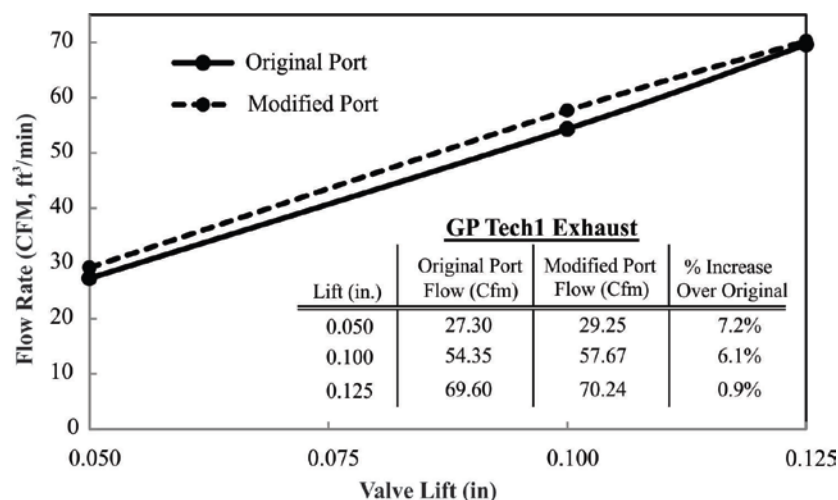 70
60
50
40
30
20
10
0
Flow Rate (CFM, ft³/min)
Original Port
Modified Port
GP Tech1 Exhaust
Lift (in.) Original Port Flow (Cfm) Modified Port Flow (Cfm) % Increase Over Original
0.050 27.30 29.25 7.2%
0.100 54.35 57.67 6.1%
0.125 69.60 70.24 0.9%
0.050 0.075 0.100 0.125
Valve Lift (in)